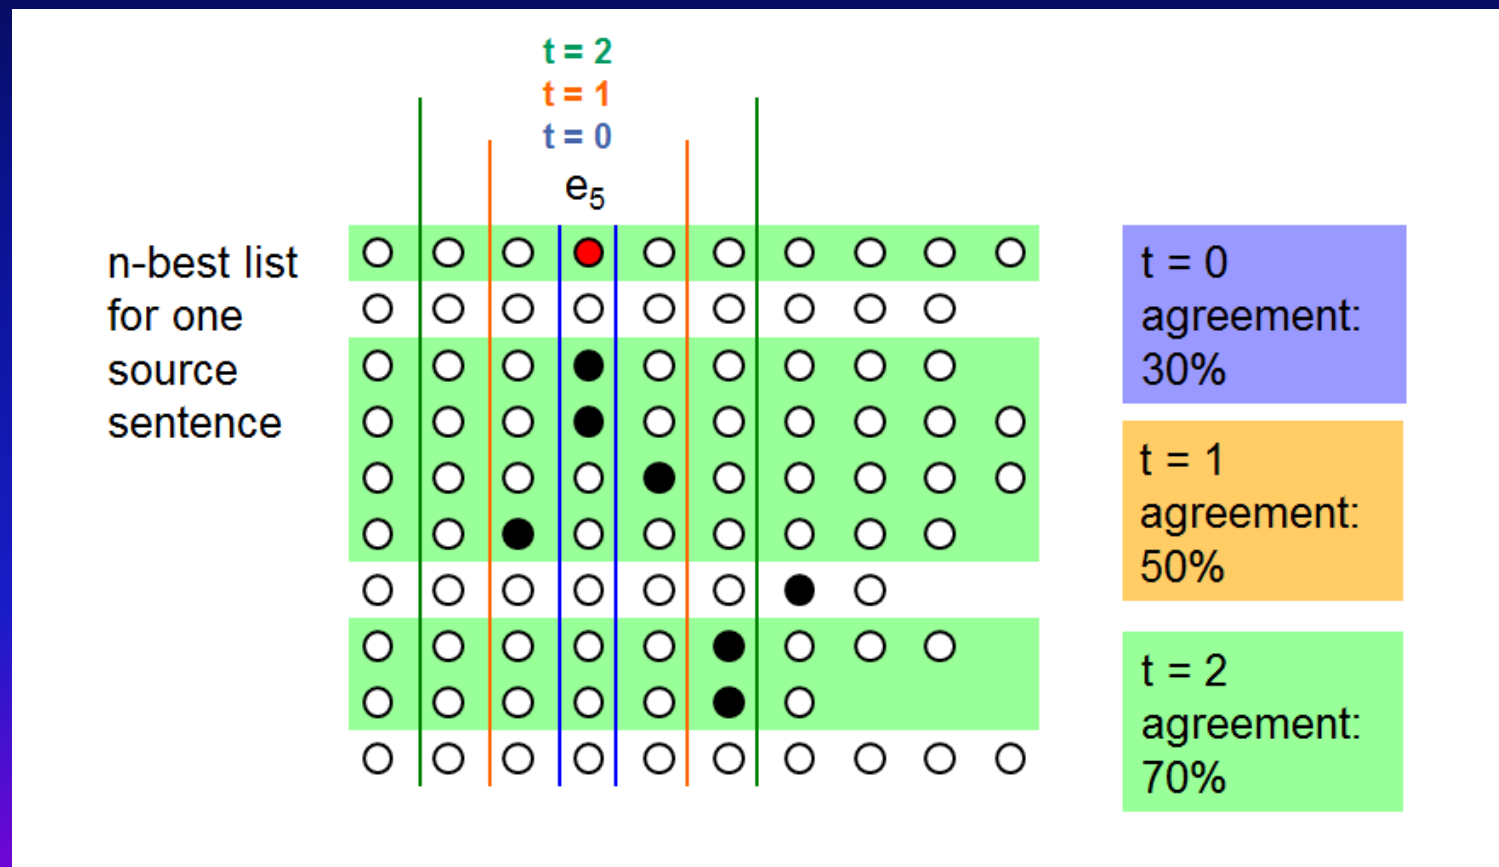 t = 2
t = 1
t = 0
e₅
n-best list
for one
source
sentence
t = 0
agreement:
30%
t = 1
agreement:
50%
t = 2
agreement:
70%